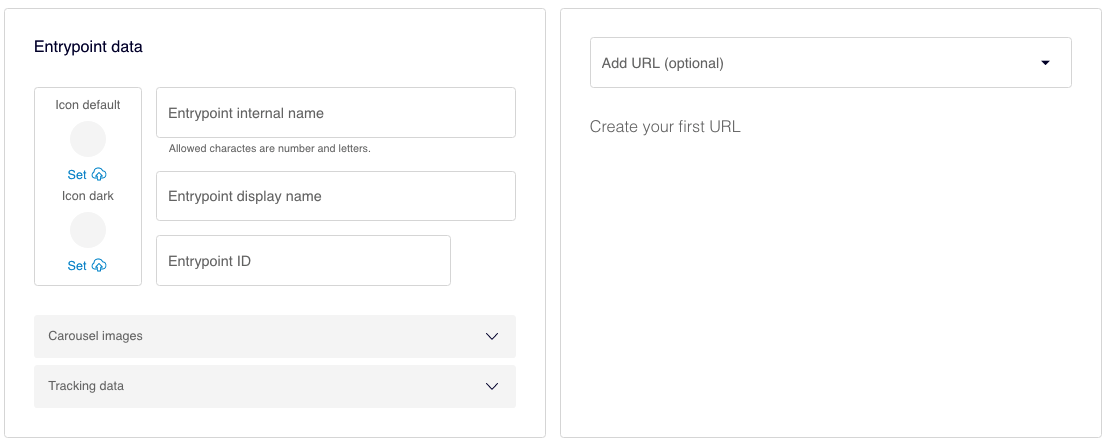 Entrypoint data
Icon default
Set
Icon dark
Set
Entrypoint internal name
Allowed charactes are number and letters.
Entrypoint display name
Entrypoint ID
Carousel images
Tracking data
Add URL (optional)
Create your first URL